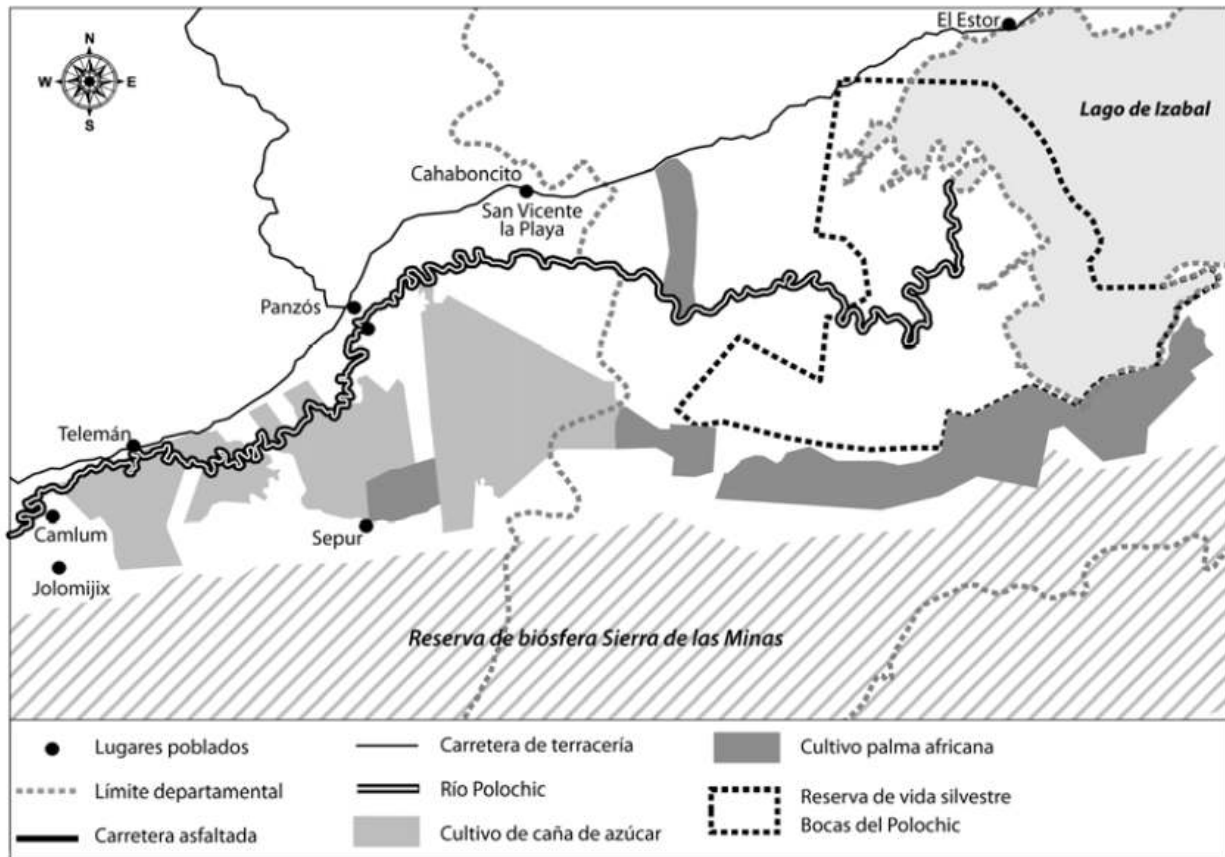 El Estor
N
W E
S
Lago de Izabal
Cahaboncito
San Vicente
la Playa
Panzós
Telemán
Camlum
Sepur
Jolomijix
Reserva de biósfera Sierra de las Minas
Lugares poblados
Carretera de terracería
Cultivo palma africana
Límite departamental
Río Polochic
Reserva de vida silvestre
Bocas del Polochic
Carretera asfaltada
Cultivo de caña de azúcar